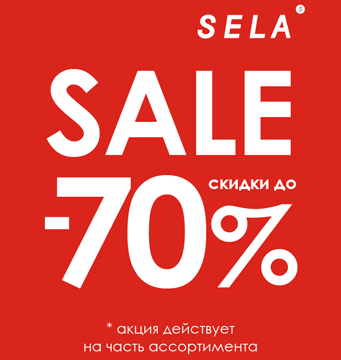 SELA
SALE
скидки до
-70%
* акция действует
на часть ассортимента